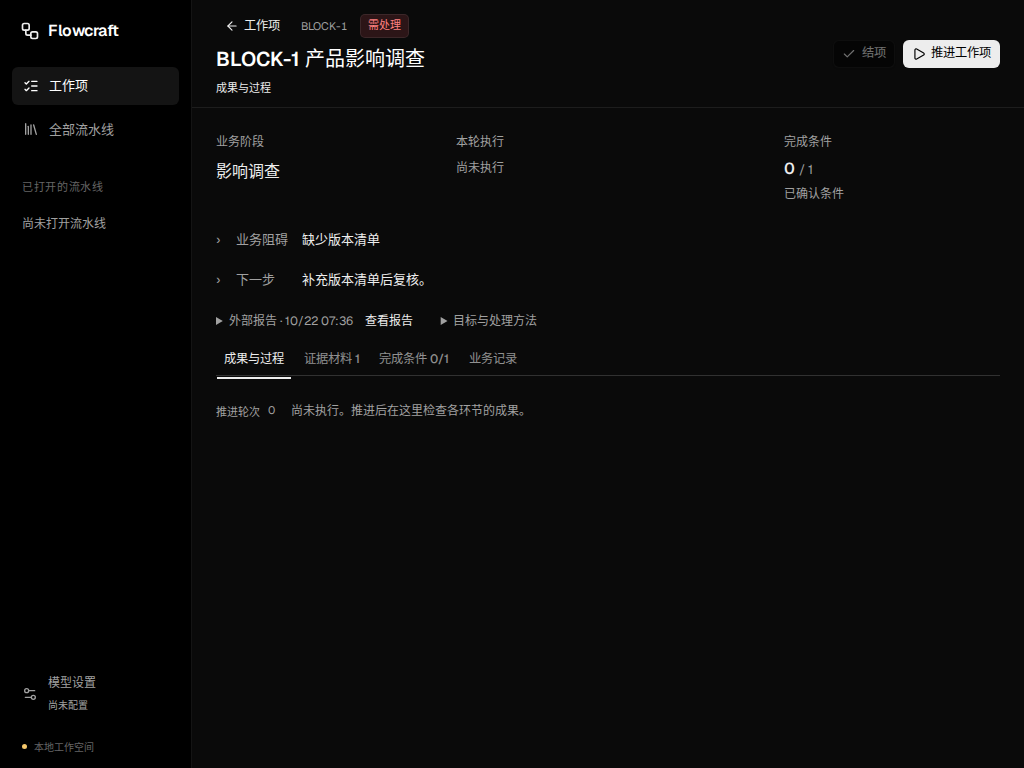 Flowcraft
工作项
全部流水线
已打开的流水线
尚未打开流水线
模型设置
尚未配置
本地工作空间
工作项 BLOCK-1 需处理
BLOCK-1 产品影响调查
成果与过程
结项 推进工作项
业务阶段
影响调查
本轮执行
尚未执行
完成条件
0 / 1
已确认条件
业务阻碍 缺少版本清单
下一步 补充版本清单后复核。
外部报告 · 10/22 07:36 查看报告 目标与处理方法
成果与过程 证据材料 1 完成条件 0/1 业务记录
推进轮次 0 尚未执行。推进后在这里检查各环节的成果。